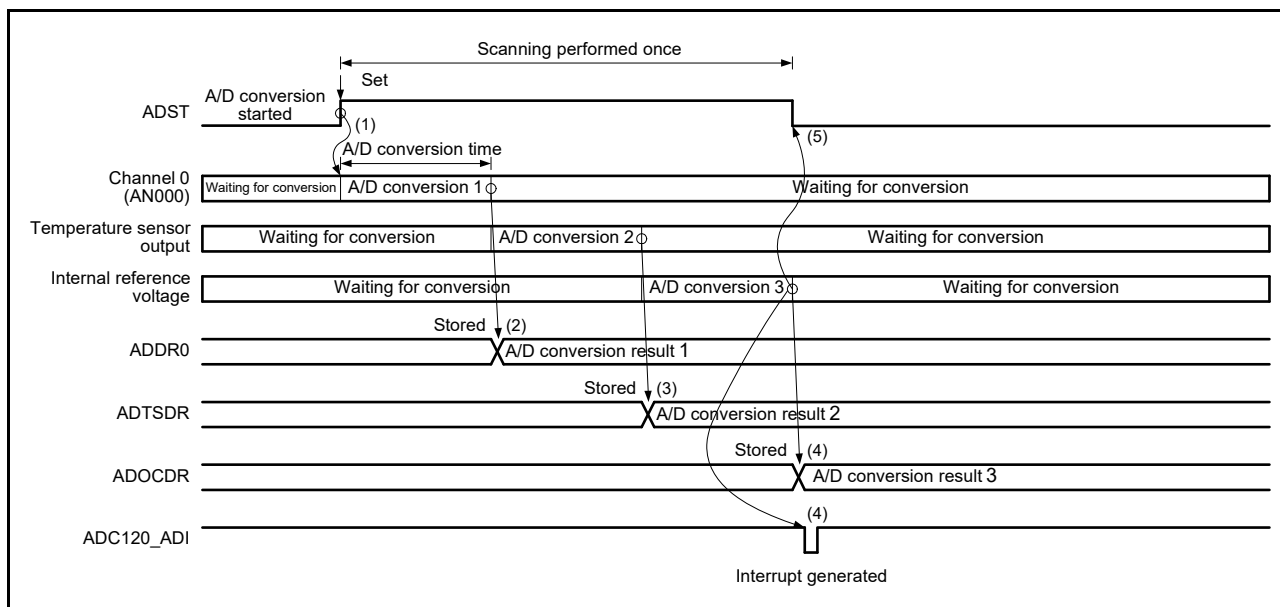 Scanning performed once
Set
A/D conversion
started
ADST
(1)
(5)
A/D conversion time
Channel 0
(AN000)
Waiting for conversion
A/D conversion 1
Waiting for conversion
Temperature sensor
output
Waiting for conversion
A/D conversion 2
Waiting for conversion
Internal reference
voltage
Waiting for conversion
A/D conversion 3
Waiting for conversion
Stored
(2)
ADDR0
A/D conversion result 1
Stored
(3)
ADTSDR
A/D conversion result 2
Stored
(4)
ADOCDR
A/D conversion result 3
(4)
ADC120_ADI
Interrupt generated